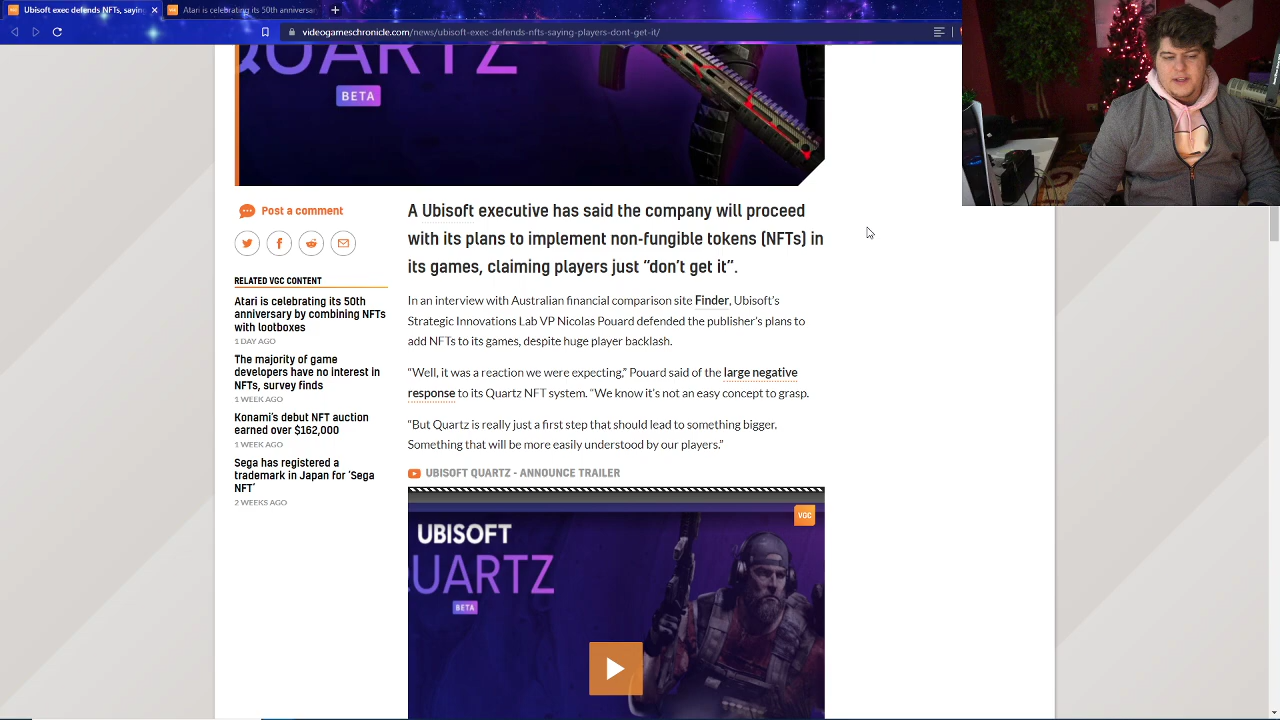 Ubisoft exec defends NFTs, saying
Atari is celebrating its 50th anniversary
videogameschronicle.com/news/ubisoft-exec-defends-nfts-saying-players-dont-get-it/
QUARTZ
BETA
Post a comment
RELATED VGC CONTENT
Atari is celebrating its 50th
anniversary by combining NFTs
with lootboxes
1 DAY AGO
The majority of game
developers have no interest in
NFTs, survey finds
1 WEEK AGO
Konami's debut NFT auction
earned over $162,000
1 WEEK AGO
Sega has registered a
trademark in Japan for 'Sega
NFT'
2 WEEKS AGO
A Ubisoft executive has said the company will proceed
with its plans to implement non-fungible tokens (NFTs) in
its games, claiming players just “don’t get it”.
In an interview with Australian financial comparison site Finder, Ubisoft’s
Strategic Innovations Lab VP Nicolas Pouard defended the publisher’s plans to
add NFTs to its games, despite huge player backlash.
“Well, it was a reaction we were expecting,” Pouard said of the large negative
response to its Quartz NFT system. “We know it’s not an easy concept to grasp.
“But Quartz is really just a first step that should lead to something bigger.
Something that will be more easily understood by our players.”
UBISOFT QUARTZ - ANNOUNCE TRAILER
VGC
UBISOFT
QUARTZ
BETA